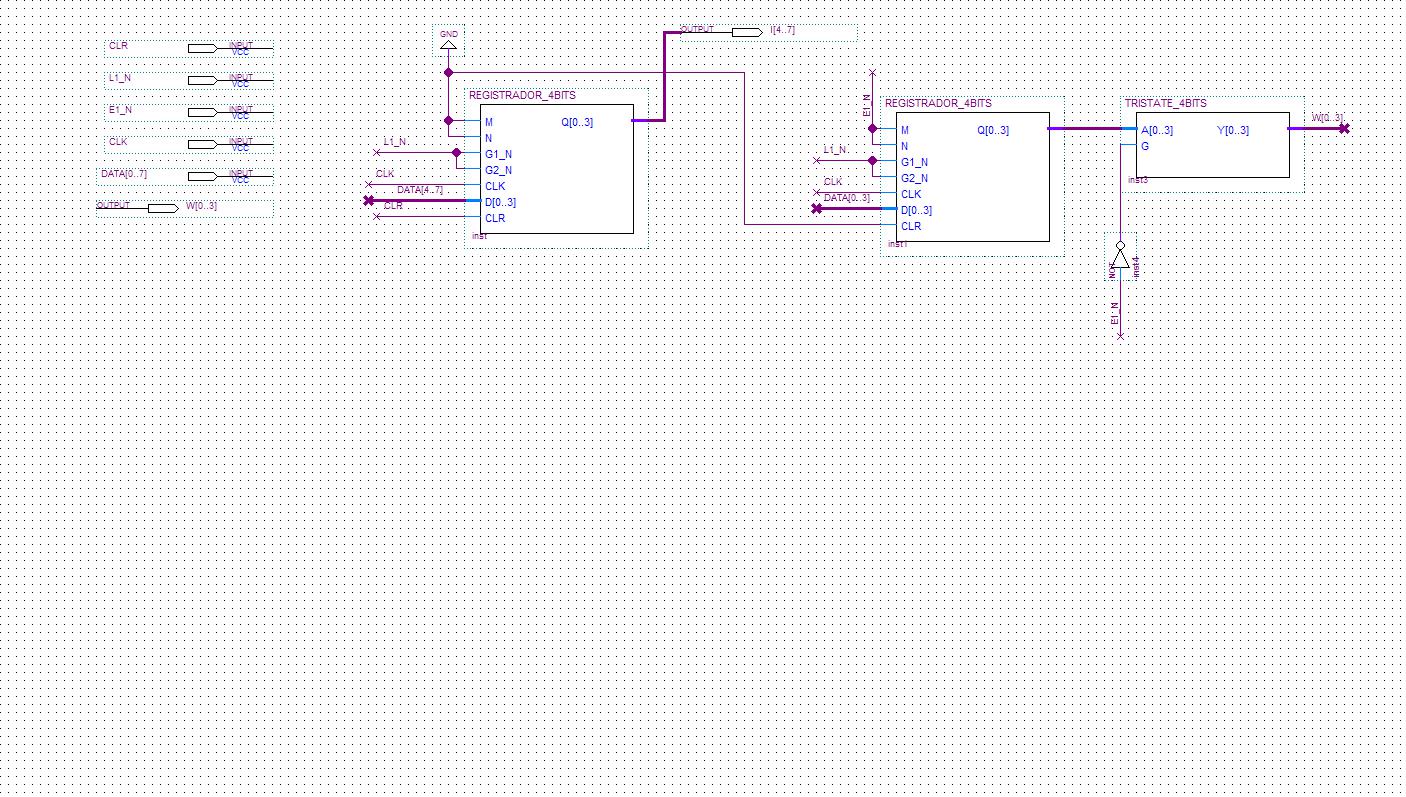 CLR INPUT VCC
L1_N INPUT VCC
E1_N INPUT VCC
CLK INPUT VCC
DATA[0..7] INPUT VCC
OUTPUT W[0..3]
GND
OUTPUT I[4..7]
REGISTRADOR_4BITS
M Q[0..3]
N
L1_N G1_N
G2_N
CLK CLK
DATA[4..7] D[0..3]
CLR CLR
inst
E1_N
REGISTRADOR_4BITS
M Q[0..3]
N
L1_N G1_N
G2_N
CLK CLK
DATA[0..3] D[0..3]
CLR
inst1
TRISTATE_4BITS
A[0..3] Y[0..3]
G
inst3
W[0..3]
NOT
inst4
E1_N